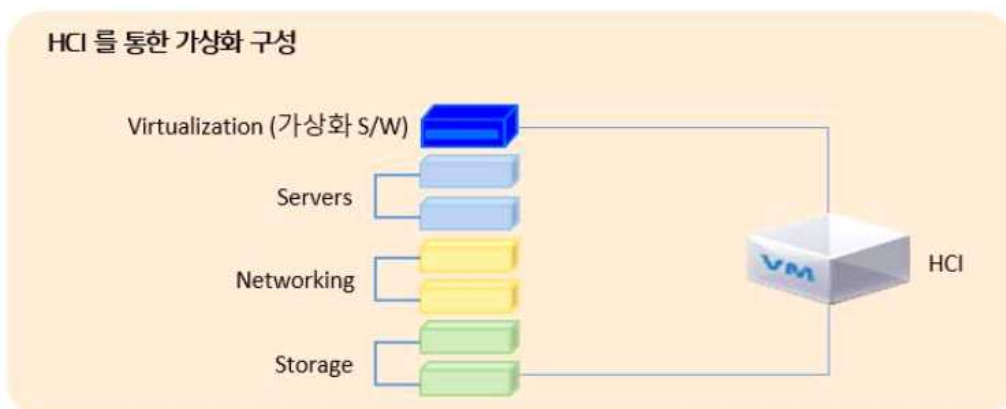 HCI 를 통한 가상화 구성
Virtualization (가상화 S/W)
Servers
Networking
Storage
VM
HCI